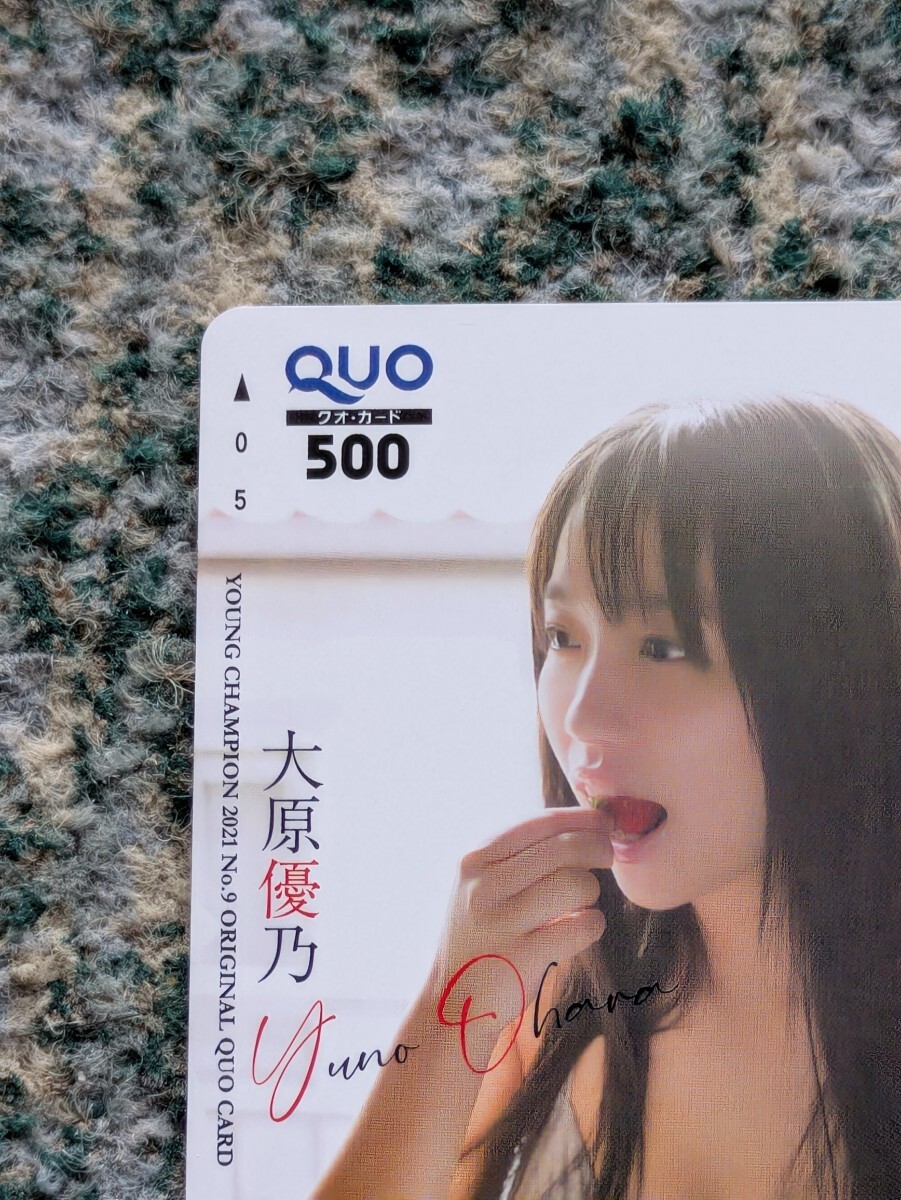 QUO
クオ・カード
500
▲
0
5
YOUNG CHAMPION 2021 No.9 ORIGINAL QUO CARD
大原優乃
Yuno Ohara